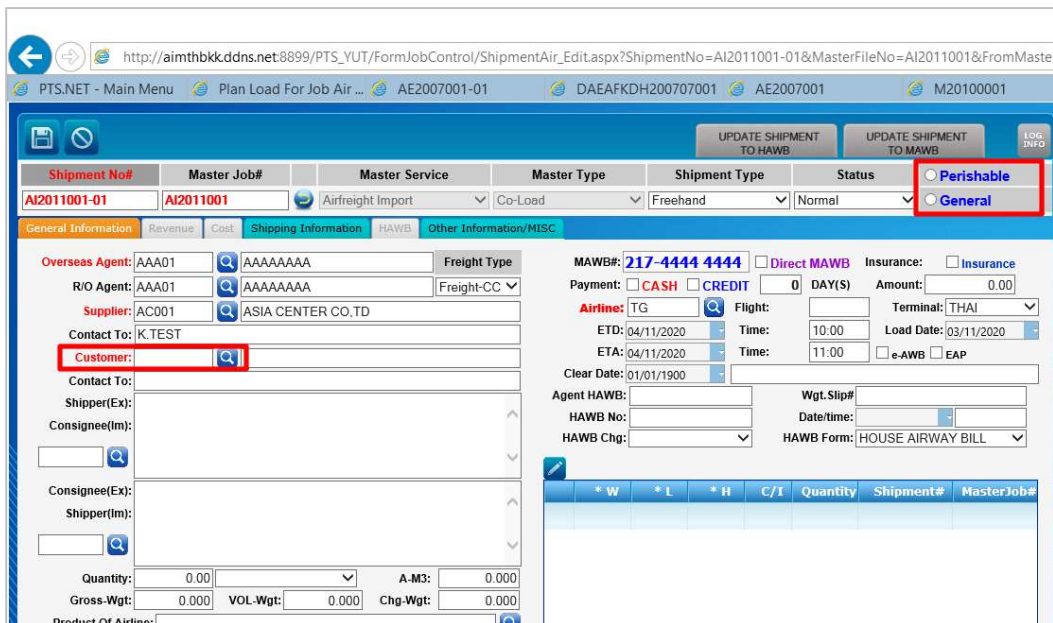 http://aimthbkk.ddns.net:8899/PTS_YUT/FormJobControl/ShipmentAir_Edit.aspx?ShipmentNo=AI2011001-01&MasterFileNo=AI2011001&FromMaste
PTS.NET - Main Menu Plan Load For Job Air ... AE2007001-01 DAEAFKDH200707001 AE2007001 M20100001
UPDATE SHIPMENT TO HAWB UPDATE SHIPMENT TO MAWB LOG INFO
Shipment No# Master Job# Master Service Master Type Shipment Type Status Perishable
AI2011001-01 AI2011001 Airfreight Import Co-Load Freehand Normal General
General Information Revenue Cost Shipping Information HAWB Other Information/MISC
Overseas Agent: AAA01 AAAAAAAA Freight Type MAWB#: 217-4444 4444 Direct MAWB Insurance: Insurance
R/O Agent: AAA01 AAAAAAAA Freight-CC Payment: CASH CREDIT 0 DAY(S) Amount: 0.00
Supplier: AC001 ASIA CENTER CO,TD Airline: TG Flight: Terminal: THAI
Contact To: K.TEST ETD: 04/11/2020 Time: 10:00 Load Date: 03/11/2020
Customer: ETA: 04/11/2020 Time: 11:00 e-AWB EAP
Contact To: Clear Date: 01/01/1900
Shipper(Ex): Agent HAWB: Wgt.Slip#
Consignee(Im): HAWB No: Date/time:
HAWB Chg: HAWB Form: HOUSE AIRWAY BILL
Consignee(Ex): * W * L * H C/I Quantity Shipment# MasterJob#
Shipper(Im):
Quantity: 0.00 A-M3: 0.000
Gross-Wgt: 0.000 VOL-Wgt: 0.000 Chg-Wgt: 0.000
Product Of Airline: